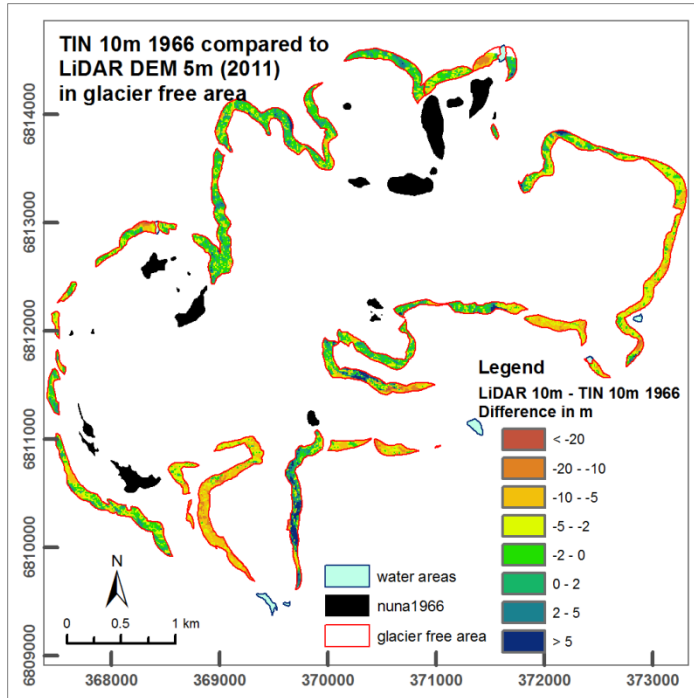 TIN 10m 1966 compared to
LiDAR DEM 5m (2011)
in glacier free area
6814000
6813000
6812000
6811000
6810000
6809000
Legend
LiDAR 10m - TIN 10m 1966
Difference in m
< -20
-20 - -10
-10 - -5
-5 - -2
-2 - 0
0 - 2
2 - 5
> 5
water areas
nuna1966
glacier free area
N
0 0.5 1 km
368000 369000 370000 371000 372000 373000